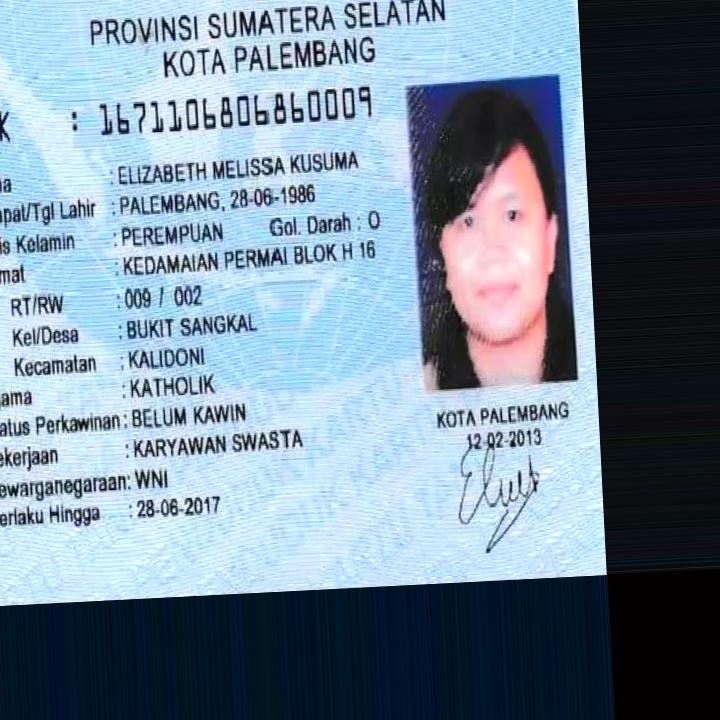 PROVINSI SUMATERA SELATAN
KOTA PALEMBANG
K : 1671106806860009
a : ELIZABETH MELISSA KUSUMA
pat/Tgl Lahir : PALEMBANG, 28-06-1986
is Kelamin : PEREMPUAN Gol. Darah : O
mat : KEDAMAIAN PERMAI BLOK H 16
RT/RW : 009 / 002
Kel/Desa : BUKIT SANGKAL
Kecamatan : KALIDONI
ama : KATHOLIK
atus Perkawinan : BELUM KAWIN
ekerjaan : KARYAWAN SWASTA
ewarganegaraan : WNI
erlaku Hingga : 28-06-2017
KOTA PALEMBANG
12-02-2013